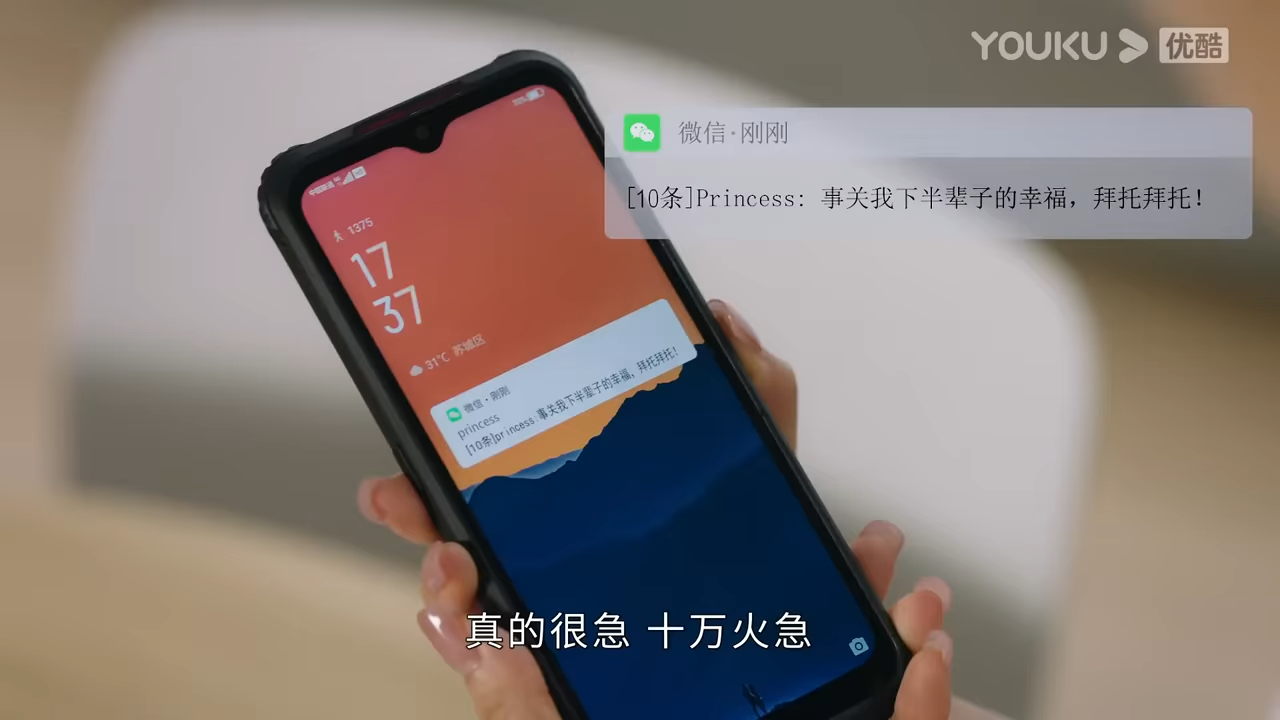 YOUKU 优酷
微信·刚刚
[10条]Princess: 事关我下半辈子的幸福，拜托拜托！
1375
17
37
31℃ 苏城区
微信·刚刚
princess
[10条]princess:事关我下半辈子的幸福，拜托拜托！
真的很急 十万火急